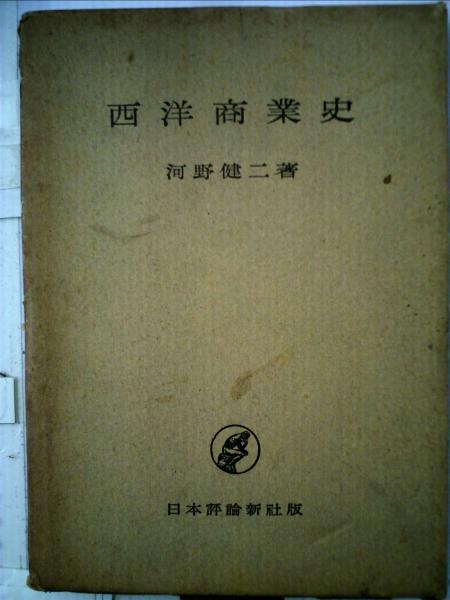 西洋商業史
河野健二著
日本評論新社版